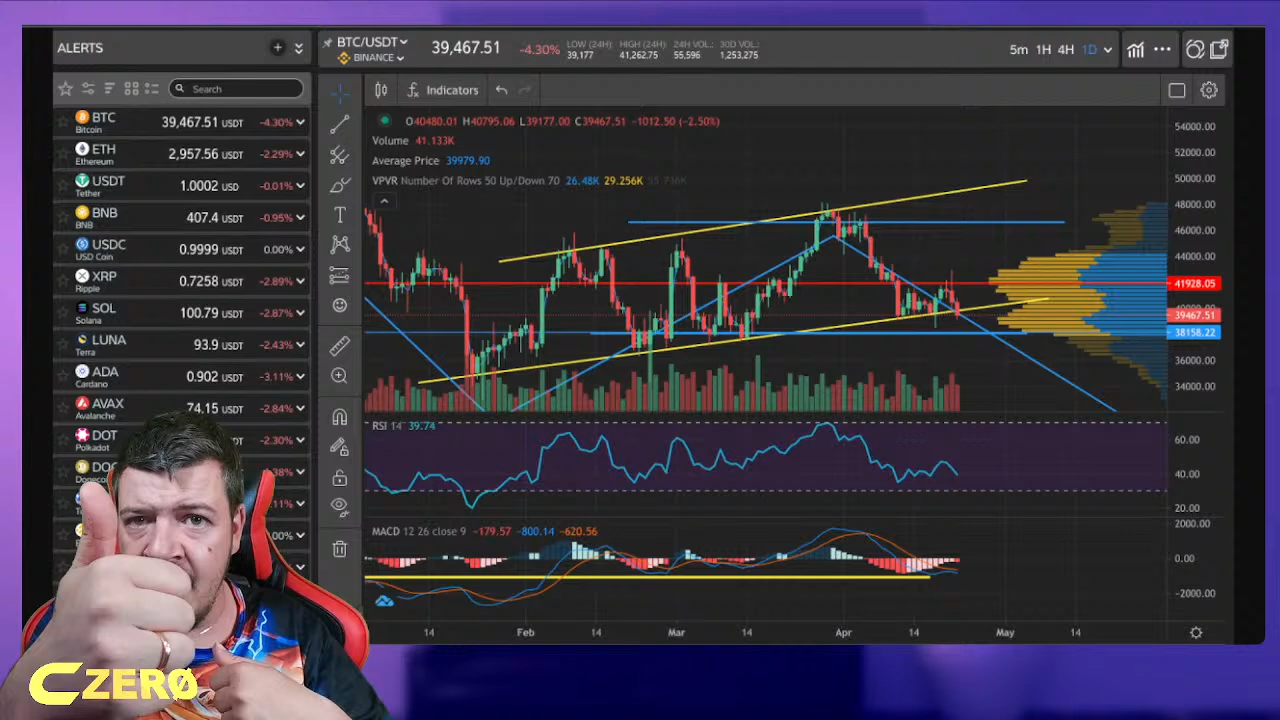 ALERTS
Search
BTC
Bitcoin
39,467.51 USDT
-4.30%
ETH
Ethereum
2,957.56 USDT
-2.29%
USDT
Tether
1.0002 USD
-0.01%
BNB
407.4 USDT
-0.95%
USDC
USD Coin
0.9999 USDT
0.00%
XRP
Ripple
0.7258 USDT
-2.89%
SOL
Solana
100.79 USDT
-2.87%
LUNA
Terra
93.9 USDT
-2.43%
ADA
Cardano
0.902 USDT
-3.11%
AVAX
Avalanche
74.15 USDT
-2.84%
DOT
Polkadot
-2.30%
BTC/USDT
BINANCE
39,467.51
-4.30%
LOW (24H):
39,177
HIGH (24H):
41,262.75
24H VOL.:
55,596
30D VOL.:
1,253,275
5m 1H 4H 1D
Indicators
O40480.01 H40795.06 L39177.00 C39467.51 -1012.50 (-2.50%)
Volume 41.133K
Average Price 39979.90
VPVR Number Of Rows 50 Up/Down 70 26.48K 29.256K 55.736K
54000.00
52000.00
50000.00
48000.00
46000.00
44000.00
41928.05
40000.00
39467.51
38158.22
36000.00
34000.00
RSI 14 39.74
60.00
40.00
20.00
MACD 12 26 close 9 -179.57 -800.14 -620.56
2000.00
0.00
-2000.00
14 Feb 14 Mar 14 Apr 14 May 14
CZERØ